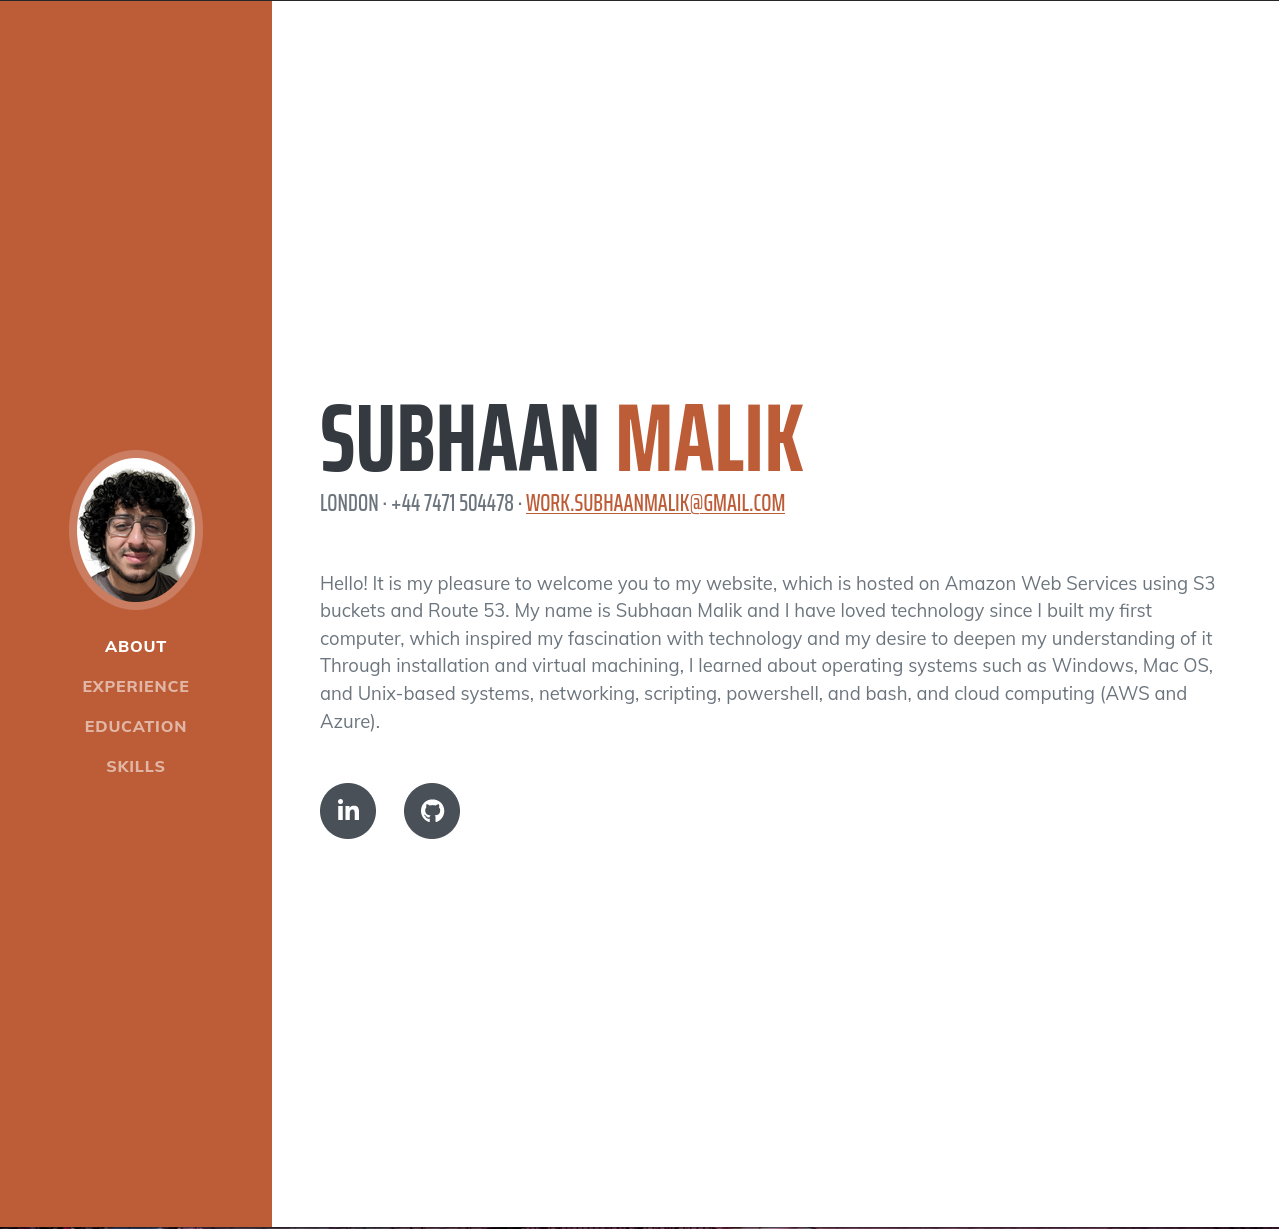 SUBHAAN MALIK
LONDON · +44 7471 504478 · WORK.SUBHAANMALIK@GMAIL.COM
Hello! It is my pleasure to welcome you to my website, which is hosted on Amazon Web Services using S3
buckets and Route 53. My name is Subhaan Malik and I have loved technology since I built my first
computer, which inspired my fascination with technology and my desire to deepen my understanding of it
Through installation and virtual machining, I learned about operating systems such as Windows, Mac OS,
and Unix-based systems, networking, scripting, powershell, and bash, and cloud computing (AWS and
Azure).
ABOUT
EXPERIENCE
EDUCATION
SKILLS
in